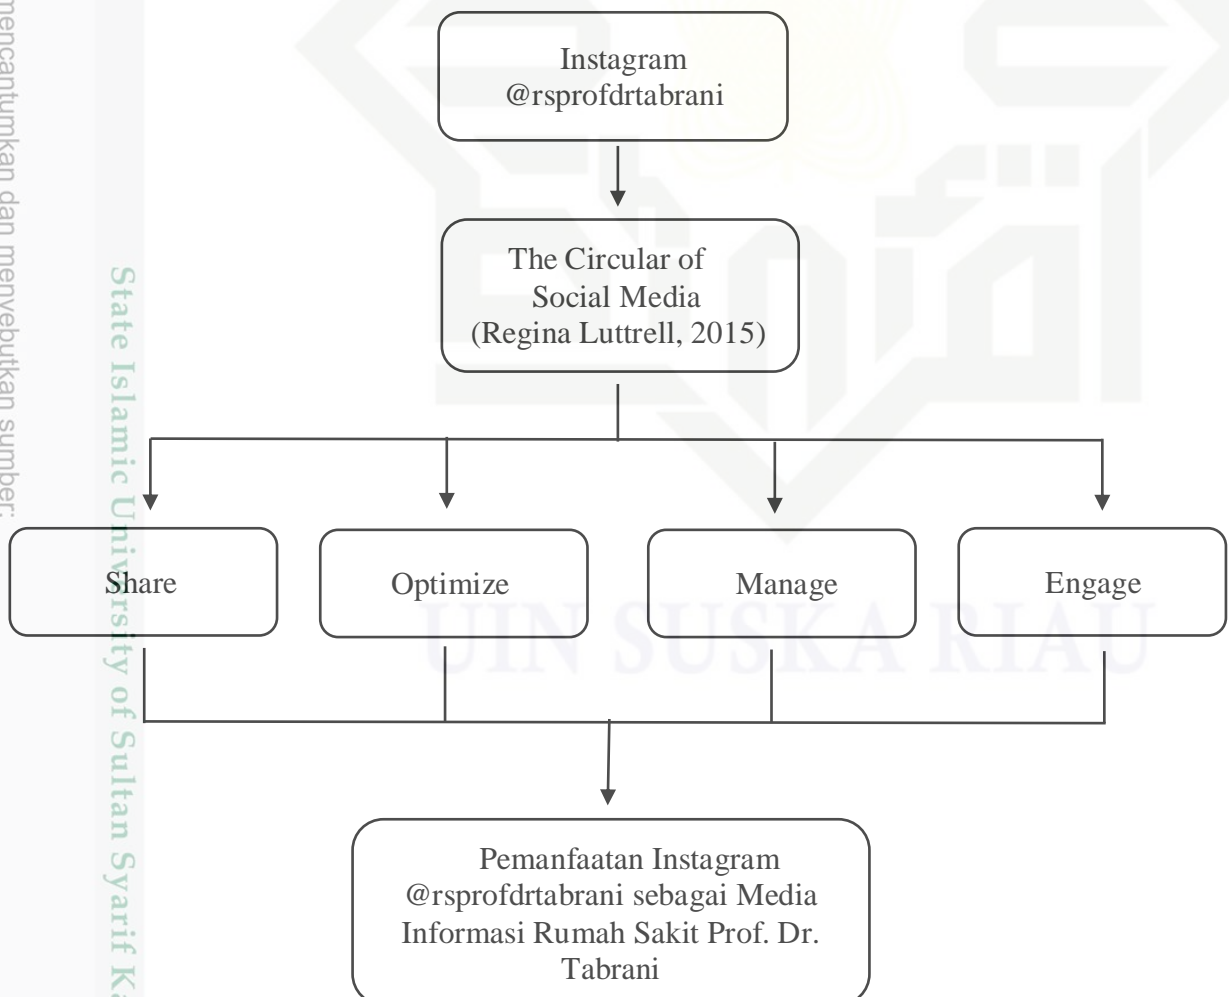 Instagram
@rsprofdrtabrani
The Circular of
Social Media
(Regina Luttrell, 2015)
Share
Optimize
Manage
Engage
Pemanfaatan Instagram
@rsprofdrtabrani sebagai Media
Informasi Rumah Sakit Prof. Dr.
Tabrani
UIN SUSKA RIAU
State Islamic University of Sultan Syarif
mencantumkan dan menyebutkan sumber: